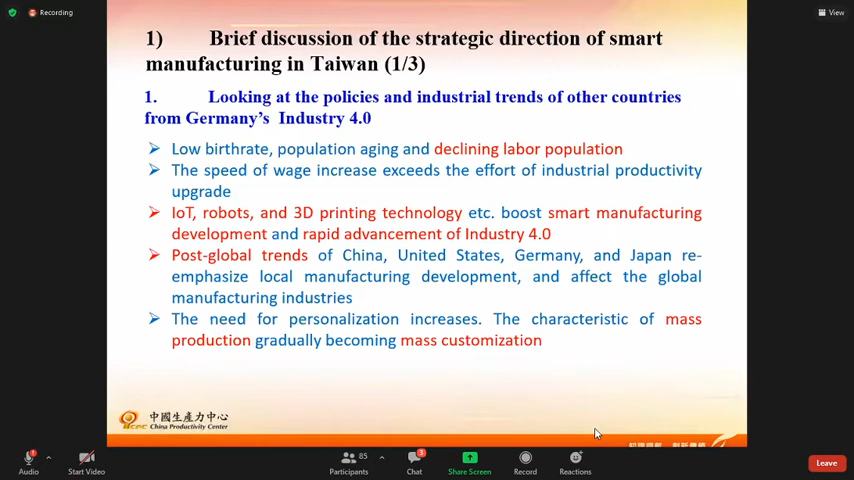 Recording
View
1) Brief discussion of the strategic direction of smart
manufacturing in Taiwan (1/3)
1. Looking at the policies and industrial trends of other countries
from Germany's Industry 4.0
Low birthrate, population aging and declining labor population
The speed of wage increase exceeds the effort of industrial productivity
upgrade
IoT, robots, and 3D printing technology etc. boost smart manufacturing
development and rapid advancement of Industry 4.0
Post-global trends of China, United States, Germany, and Japan re-
emphasize local manufacturing development, and affect the global
manufacturing industries
The need for personalization increases. The characteristic of mass
production gradually becoming mass customization
中國生產力中心
China Productivity Center
85
3
Audio
Start Video
Participants
Chat
Share Screen
Record
Reactions
Leave